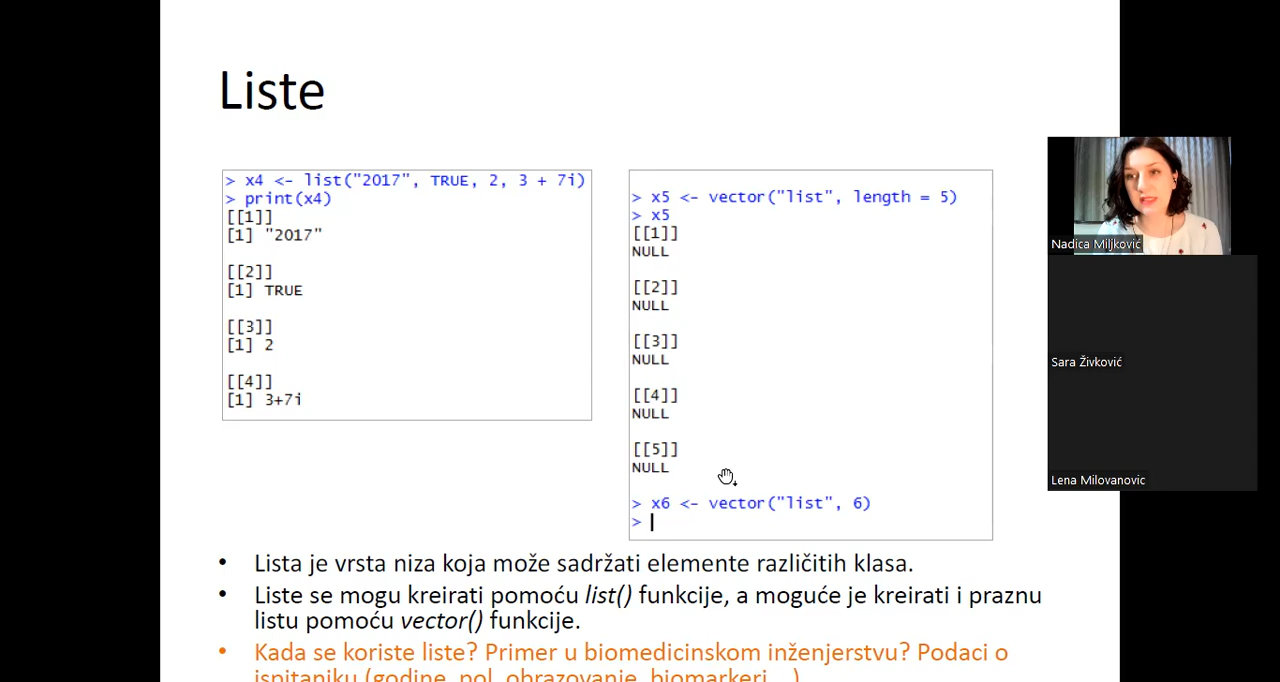 Liste
> x4 <- list("2017", TRUE, 2, 3 + 7i)
> print(x4)
[[1]]
[1] "2017"
[[2]]
[1] TRUE
[[3]]
[1] 2
[[4]]
[1] 3+7i
> x5 <- vector("list", length = 5)
> x5
[[1]]
NULL
[[2]]
NULL
[[3]]
NULL
[[4]]
NULL
[[5]]
NULL
> x6 <- vector("list", 6)
>
• Lista je vrsta niza koja može sadržati elemente različitih klasa.
• Liste se mogu kreirati pomoću list() funkcije, a moguće je kreirati i praznu
listu pomoću vector() funkcije.
• Kada se koriste liste? Primer u biomedicinskom inženjerstvu? Podaci o
ispitaniku (godine, pol, obrazovanje, biomarkeri, ...)
Nadica Miljković
Sara Živković
Lena Milovanovic